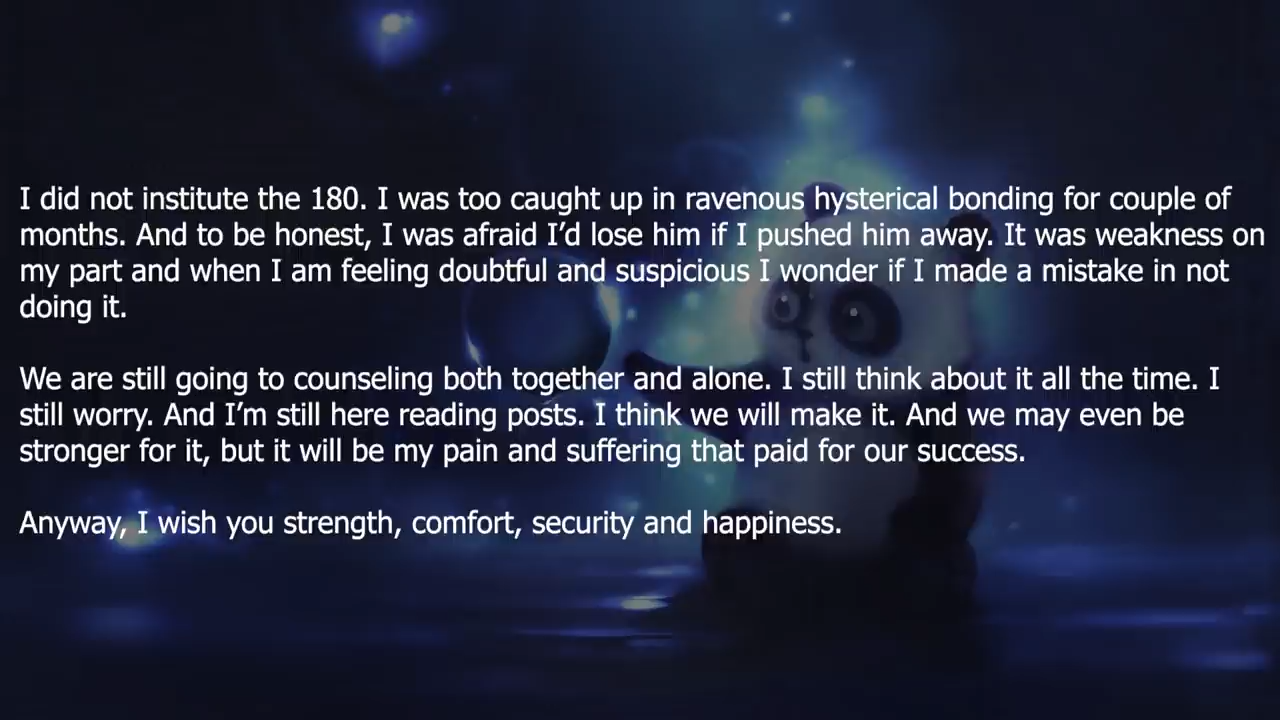 I did not institute the 180. I was too caught up in ravenous hysterical bonding for couple of
months. And to be honest, I was afraid I’d lose him if I pushed him away. It was weakness on
my part and when I am feeling doubtful and suspicious I wonder if I made a mistake in not
doing it.
We are still going to counseling both together and alone. I still think about it all the time. I
still worry. And I’m still here reading posts. I think we will make it. And we may even be
stronger for it, but it will be my pain and suffering that paid for our success.
Anyway, I wish you strength, comfort, security and happiness.